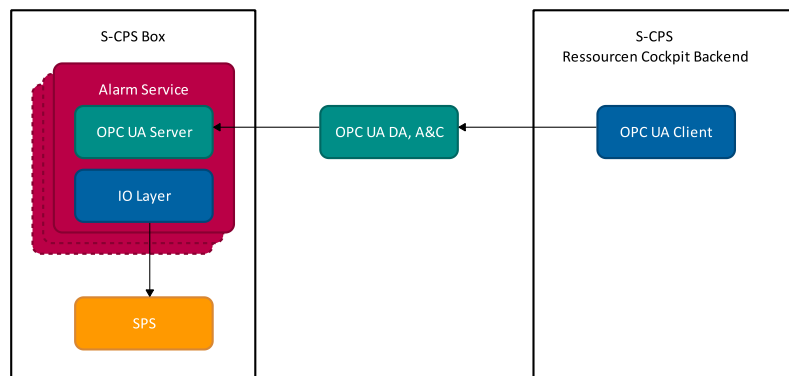 S-CPS Box
Alarm Service
OPC UA Server
IO Layer
SPS
OPC UA DA, A&C
S-CPS
Ressourcen Cockpit Backend
OPC UA Client